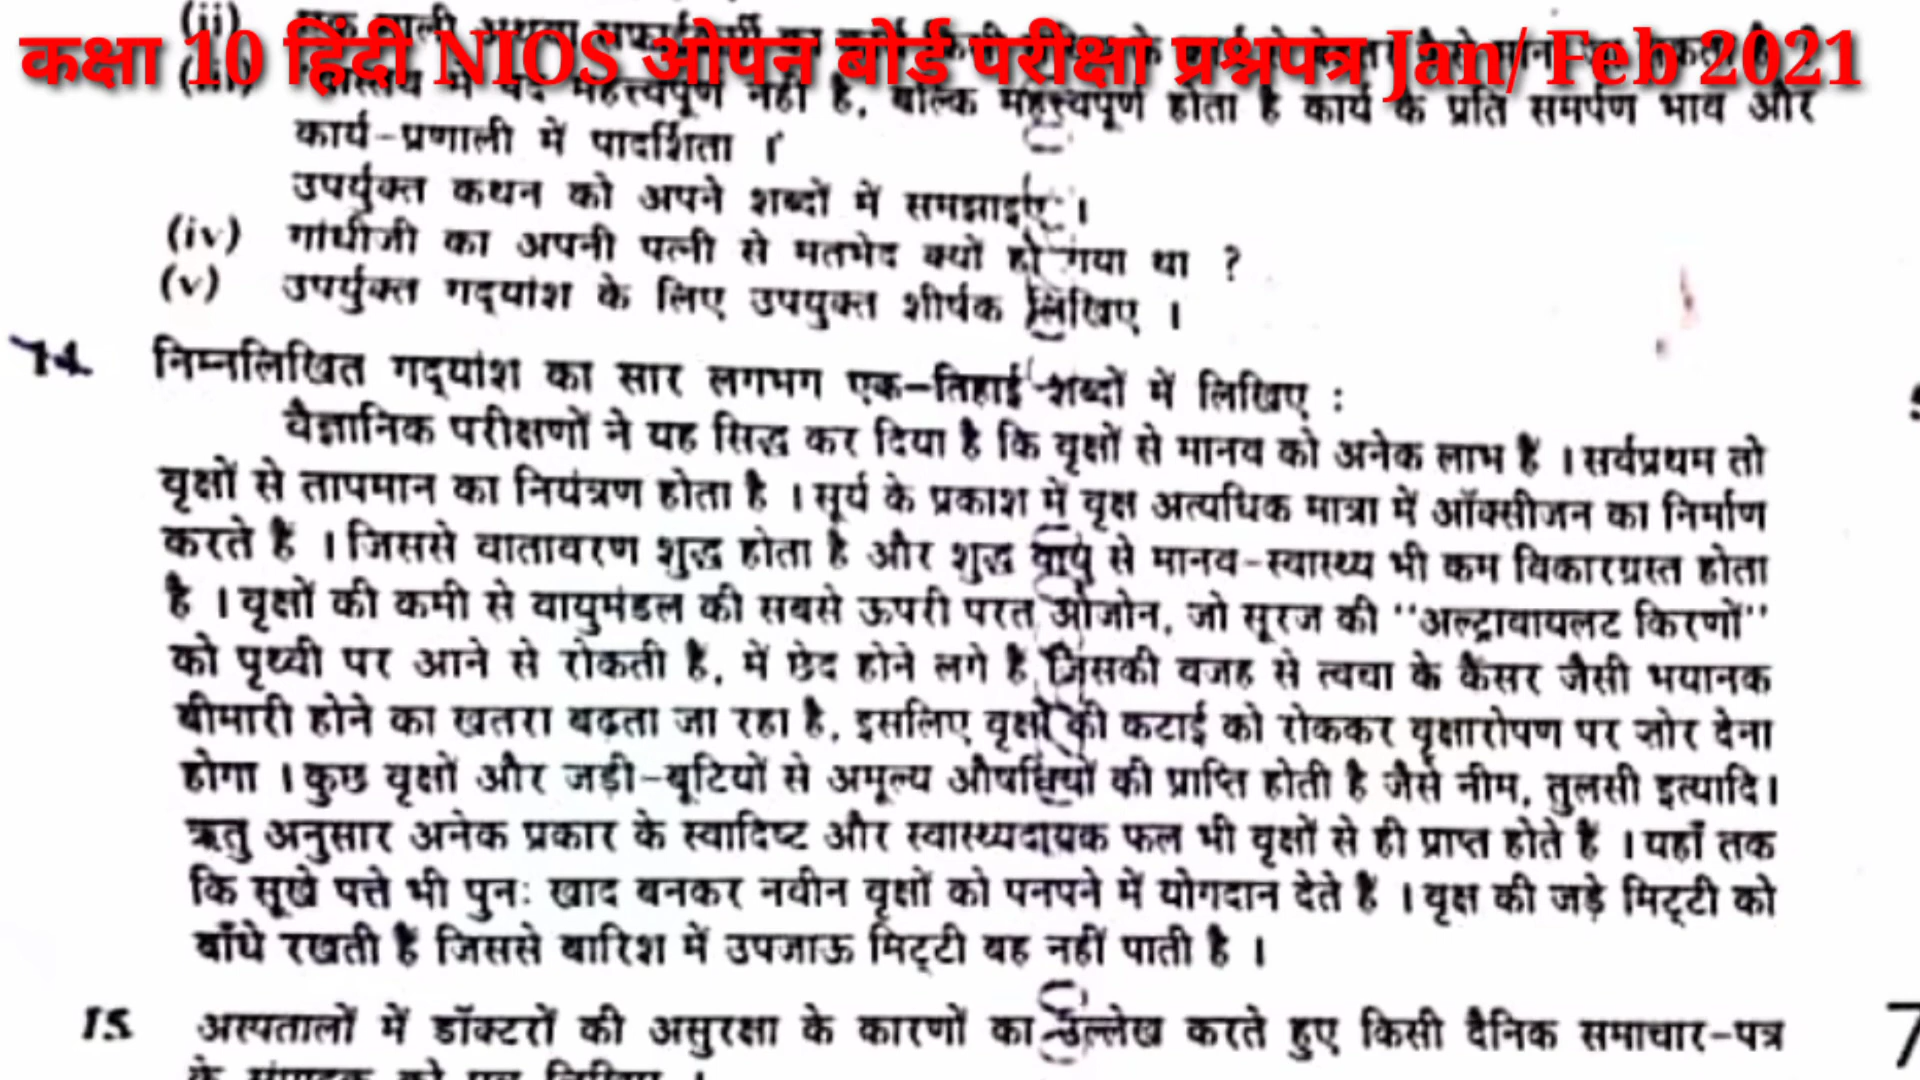 कक्षा 10 हिंदी NIOS ओपन बोर्ड परीक्षा प्रश्नपत्र Jan/ Feb 2021
(ii)
(iii) में पद महत्त्वपूर्ण नहीं है, बल्कि महत्त्वपूर्ण होता है कार्य के प्रति समर्पण भाव और
कार्य-प्रणाली में पादर्शिता ।
उपर्युक्त कथन को अपने शब्दों में समझाइए ।
(iv) गांधीजी का अपनी पत्नी से मतभेद क्यों हो गया था ?
(v) उपर्युक्त गद्यांश के लिए उपयुक्त शीर्षक लिखिए ।
14. निम्नलिखित गद्यांश का सार लगभग एक-तिहाई शब्दों में लिखिए :
वैज्ञानिक परीक्षणों ने यह सिद्ध कर दिया है कि वृक्षों से मानव को अनेक लाभ हैं । सर्वप्रथम तो
वृक्षों से तापमान का नियंत्रण होता है । सूर्य के प्रकाश में वृक्ष अत्यधिक मात्रा में ऑक्सीजन का निर्माण
करते हैं । जिससे वातावरण शुद्ध होता है और शुद्ध वायु से मानव-स्वास्थ्य भी कम विकारग्रस्त होता
है । वृक्षों की कमी से वायुमंडल की सबसे ऊपरी परत ओजोन, जो सूरज की "अल्ट्रावायलट किरणों"
को पृथ्वी पर आने से रोकती है, में छेद होने लगे है जिसकी वजह से त्वचा के कैंसर जैसी भयानक
बीमारी होने का खतरा बढ़ता जा रहा है, इसलिए वृक्षों की कटाई को रोककर वृक्षारोपण पर ज़ोर देना
होगा । कुछ वृक्षों और जड़ी-बूटियों से अमूल्य औषधियों की प्राप्ति होती है जैसे नीम, तुलसी इत्यादि।
ऋतु अनुसार अनेक प्रकार के स्वादिष्ट और स्वास्थ्यदायक फल भी वृक्षों से ही प्राप्त होते हैं । यहाँ तक
कि सूखे पत्ते भी पुनः खाद बनकर नवीन वृक्षों को पनपने में योगदान देते हैं । वृक्ष की जड़े मिट्टी को
बाँधे रखती हैं जिससे बारिश में उपजाऊ मिट्टी बह नहीं पाती है ।
15. अस्पतालों में डॉक्टरों की असुरक्षा के कारणों का उल्लेख करते हुए किसी दैनिक समाचार-पत्र 7
के संपादक को पत्र लिखिए ।